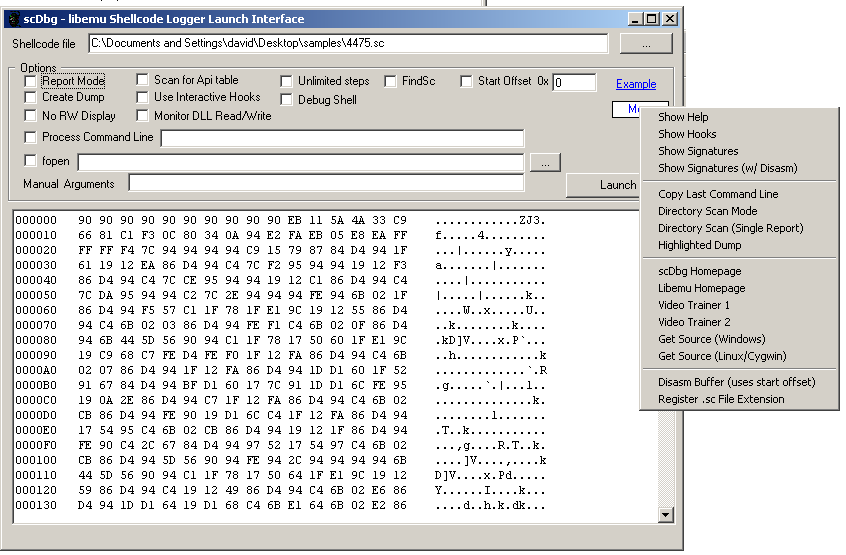 scDbg - libemu Shellcode Logger Launch Interface
Shellcode file C:\Documents and Settings\david\Desktop\samples\4475.sc ...
Options
Report Mode Scan for Api table Unlimited steps FindSc Start Offset 0x 0 Example
Create Dump Use Interactive Hooks Debug Shell
No RW Display Monitor DLL Read/Write
Process Command Line
fopen ...
Manual Arguments Launch
Show Help
Show Hooks
Show Signatures
Show Signatures (w/ Disasm)
Copy Last Command Line
Directory Scan Mode
Directory Scan (Single Report)
Highlighted Dump
scDbg Homepage
Libemu Homepage
Video Trainer 1
Video Trainer 2
Get Source (Windows)
Get Source (Linux/Cygwin)
Disasm Buffer (uses start offset)
Register .sc File Extension
000000 90 90 90 90 90 90 90 90 90 90 EB 11 5A 4A 33 C9 ............ZJ3.
000010 66 81 C1 F3 0C 80 34 0A 94 E2 FA EB 05 E8 EA FF f.....4.........
000020 FF FF F4 7C 94 94 94 94 C9 15 79 87 84 D4 94 1F ...|......y.....
000030 61 19 12 EA 86 D4 94 C4 7C F2 95 94 94 19 12 F3 a.......|.......
000040 86 D4 94 C4 7C CE 95 94 94 19 12 C1 86 D4 94 C4 ....|...........
000050 7C DA 95 94 94 C2 7C 2E 94 94 94 FE 94 6B 02 1F |.....|......k..
000060 86 D4 94 F5 57 C1 1F 78 1F E1 9C 19 12 55 86 D4 ....W..x.....U..
000070 94 C4 6B 02 03 86 D4 94 FE F1 C4 6B 02 0F 86 D4 ..k........k....
000080 94 6B 44 5D 56 90 94 C1 1F 78 17 50 60 1F E1 9C .kD]V....x.P`...
000090 19 C9 68 C7 FE D4 FE F0 1F 12 FA 86 D4 94 C4 6B ..h............k
0000A0 02 07 86 D4 94 1F 12 FA 86 D4 94 1D D1 60 1F 52 .............`.R
0000B0 91 67 84 D4 94 BF D1 60 17 7C 91 1D D1 6C FE 95 .g.....`.|...l..
0000C0 19 0A 2E 86 D4 94 C7 1F 12 FA 86 D4 94 C4 6B 02 ..............k.
0000D0 CB 86 D4 94 FE 90 19 D1 6C C4 1F 12 FA 86 D4 94 ........l.......
0000E0 17 54 95 C4 6B 02 CB 86 D4 94 19 12 1F 86 D4 94 .T..k...........
0000F0 FE 90 C4 2C 67 84 D4 94 97 52 17 54 97 C4 6B 02 ...,g....R.T..k.
000100 CB 86 D4 94 5D 56 90 94 FE 94 2C 94 94 94 94 6B ....]V....,....k
000110 44 5D 56 90 94 C1 1F 78 17 50 64 1F E1 9C 19 12 D]V....x.Pd.....
000120 59 86 D4 94 C4 19 12 49 86 D4 94 C4 6B 02 E6 86 Y......I....k...
000130 D4 94 1D D1 64 19 D1 68 C4 6B E1 64 6B 02 E2 86 ....d..h.k.dk...